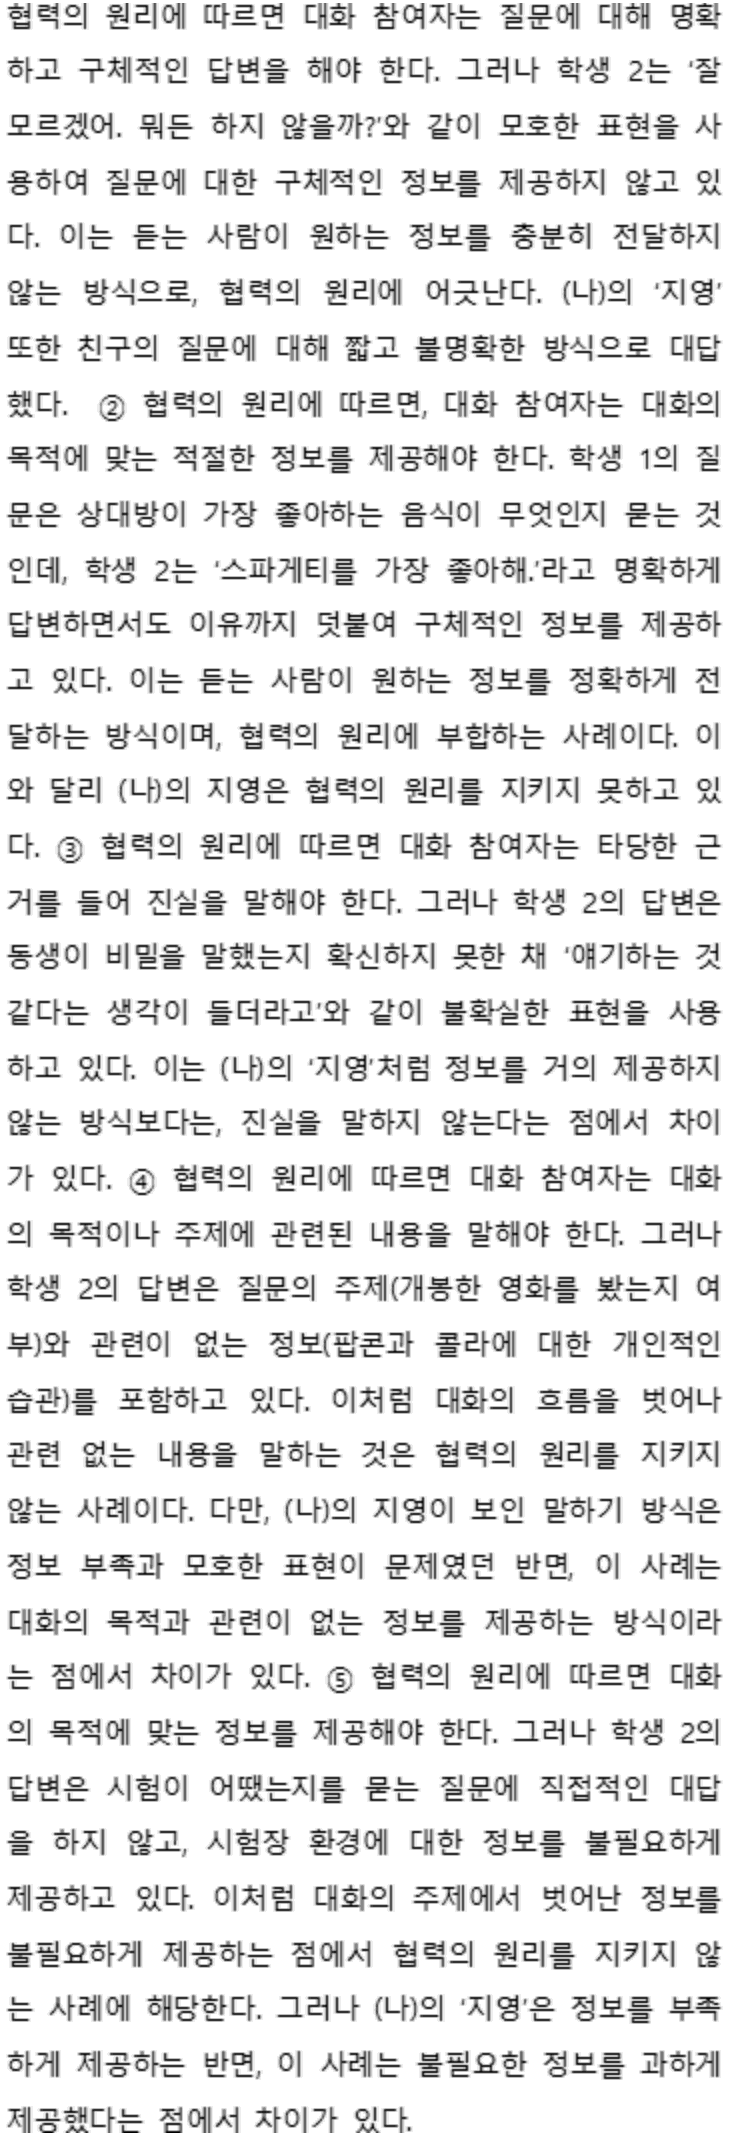 협력의 원리에 따르면 대화 참여자는 질문에 대해 명확
하고 구체적인 답변을 해야 한다. 그러나 학생 2는 ‘잘
모르겠어. 뭐든 하지 않을까?’와 같이 모호한 표현을 사
용하여 질문에 대한 구체적인 정보를 제공하지 않고 있
다. 이는 듣는 사람이 원하는 정보를 충분히 전달하지
않는 방식으로, 협력의 원리에 어긋난다. (나)의 ‘지영’
또한 친구의 질문에 대해 짧고 불명확한 방식으로 대답
했다. ② 협력의 원리에 따르면, 대화 참여자는 대화의
목적에 맞는 적절한 정보를 제공해야 한다. 학생 1의 질
문은 상대방이 가장 좋아하는 음식이 무엇인지 묻는 것
인데, 학생 2는 ‘스파게티를 가장 좋아해.’라고 명확하게
답변하면서도 이유까지 덧붙여 구체적인 정보를 제공하
고 있다. 이는 듣는 사람이 원하는 정보를 정확하게 전
달하는 방식이며, 협력의 원리에 부합하는 사례이다. 이
와 달리 (나)의 지영은 협력의 원리를 지키지 못하고 있
다. ③ 협력의 원리에 따르면 대화 참여자는 타당한 근
거를 들어 진실을 말해야 한다. 그러나 학생 2의 답변은
동생이 비밀을 말했는지 확신하지 못한 채 ‘얘기하는 것
같다는 생각이 들더라고’와 같이 불확실한 표현을 사용
하고 있다. 이는 (나)의 ‘지영’처럼 정보를 거의 제공하지
않는 방식보다는, 진실을 말하지 않는다는 점에서 차이
가 있다. ④ 협력의 원리에 따르면 대화 참여자는 대화
의 목적이나 주제에 관련된 내용을 말해야 한다. 그러나
학생 2의 답변은 질문의 주제(개봉한 영화를 봤는지 여
부)와 관련이 없는 정보(팝콘과 콜라에 대한 개인적인
습관)를 포함하고 있다. 이처럼 대화의 흐름을 벗어나
관련 없는 내용을 말하는 것은 협력의 원리를 지키지
않는 사례이다. 다만, (나)의 지영이 보인 말하기 방식은
정보 부족과 모호한 표현이 문제였던 반면, 이 사례는
대화의 목적과 관련이 없는 정보를 제공하는 방식이라
는 점에서 차이가 있다. ⑤ 협력의 원리에 따르면 대화
의 목적에 맞는 정보를 제공해야 한다. 그러나 학생 2의
답변은 시험이 어땠는지를 묻는 질문에 직접적인 대답
을 하지 않고, 시험장 환경에 대한 정보를 불필요하게
제공하고 있다. 이처럼 대화의 주제에서 벗어난 정보를
불필요하게 제공하는 점에서 협력의 원리를 지키지 않
는 사례에 해당한다. 그러나 (나)의 ‘지영’은 정보를 부족
하게 제공하는 반면, 이 사례는 불필요한 정보를 과하게
제공했다는 점에서 차이가 있다.